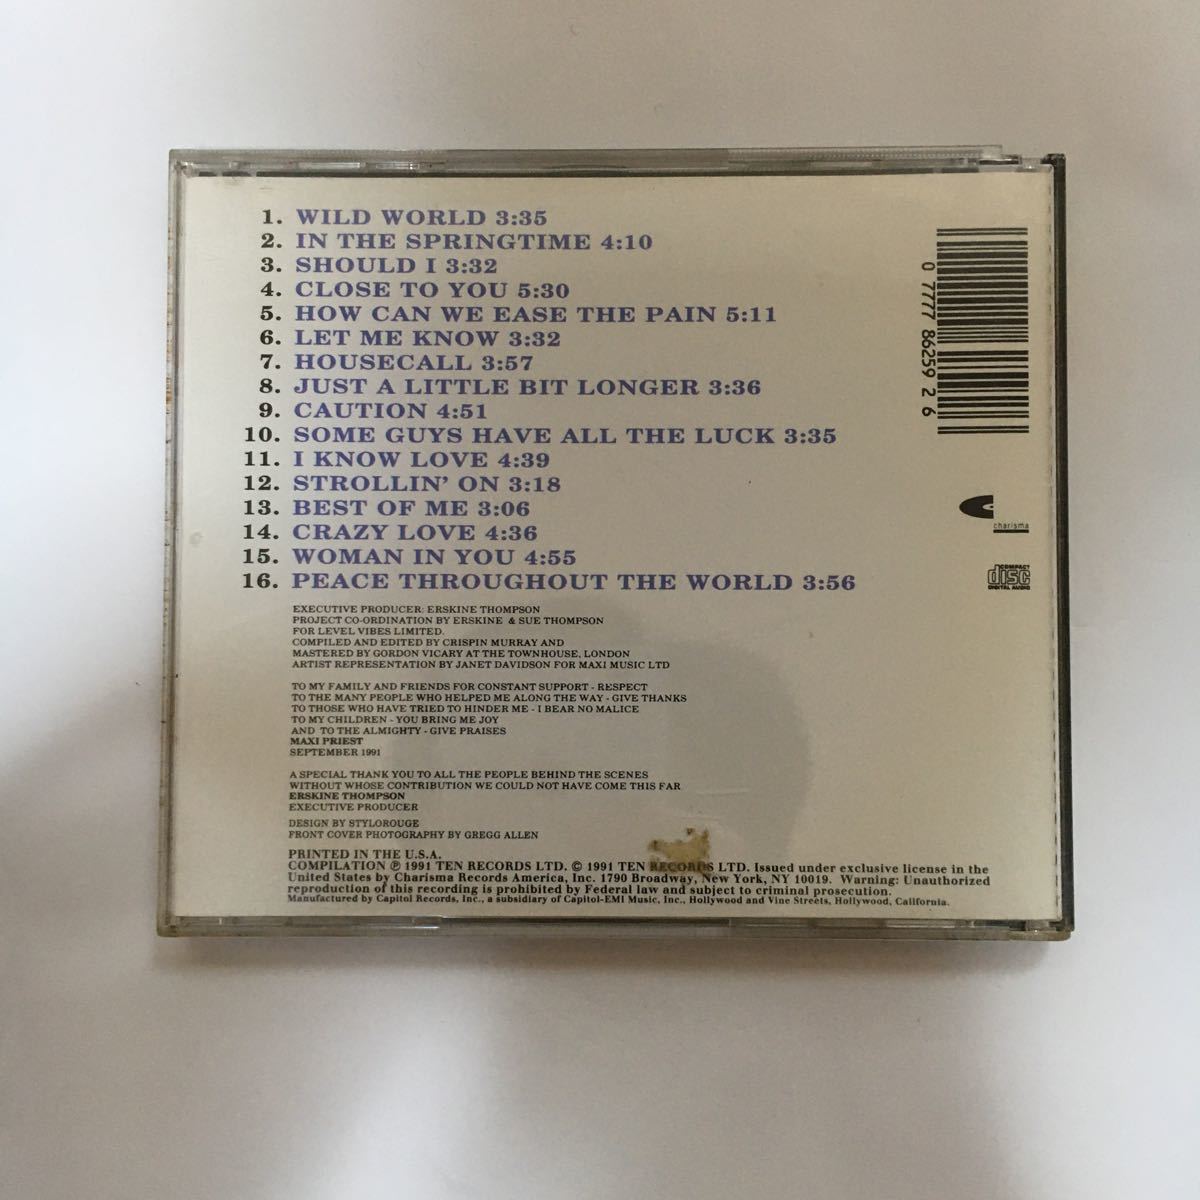 1. WILD WORLD 3:35
2. IN THE SPRINGTIME 4:10
3. SHOULD I 3:32
4. CLOSE TO YOU 5:30
5. HOW CAN WE EASE THE PAIN 5:11
6. LET ME KNOW 3:32
7. HOUSECALL 3:57
8. JUST A LITTLE BIT LONGER 3:36
9. CAUTION 4:51
10. SOME GUYS HAVE ALL THE LUCK 3:35
11. I KNOW LOVE 4:39
12. STROLLIN' ON 3:18
13. BEST OF ME 3:06
14. CRAZY LOVE 4:36
15. WOMAN IN YOU 4:55
16. PEACE THROUGHOUT THE WORLD 3:56
EXECUTIVE PRODUCER: ERSKINE THOMPSON
PROJECT CO-ORDINATION BY ERSKINE & SUE THOMPSON
FOR LEVEL VIBES LIMITED.
COMPILED AND EDITED BY CRISPIN MURRAY AND
MASTERED BY GORDON VICARY AT THE TOWNHOUSE, LONDON
ARTIST REPRESENTATION BY JANET DAVIDSON FOR MAXI MUSIC LTD
TO MY FAMILY AND FRIENDS FOR CONSTANT SUPPORT - RESPECT
TO THE MANY PEOPLE WHO HELPED ME ALONG THE WAY - GIVE THANKS
TO THOSE WHO HAVE TRIED TO HINDER ME - I BEAR NO MALICE
TO MY CHILDREN - YOU BRING ME JOY
AND TO THE ALMIGHTY - GIVE PRAISES
MAXI PRIEST
SEPTEMBER 1991
A SPECIAL THANK YOU TO ALL THE PEOPLE BEHIND THE SCENES
WITHOUT WHOSE CONTRIBUTION WE COULD NOT HAVE COME THIS FAR
ERSKINE THOMPSON
EXECUTIVE PRODUCER
DESIGN BY STYLOROUGE
FRONT COVER PHOTOGRAPHY BY GREGG ALLEN
PRINTED IN THE U.S.A.
COMPILATION ℗ 1991 TEN RECORDS LTD. © 1991 TEN RECORDS LTD. Issued under exclusive license in the
United States by Charisma Records America, Inc. 1790 Broadway, New York, NY 10019. Warning: Unauthorized
reproduction of this recording is prohibited by Federal law and subject to criminal prosecution.
Manufactured by Capitol Records, Inc., a subsidiary of Capitol-EMI Music, Inc., Hollywood and Vine Streets, Hollywood, California.
0 7777 86259 2 6
charisma
COMPACT
disc
DIGITAL AUDIO